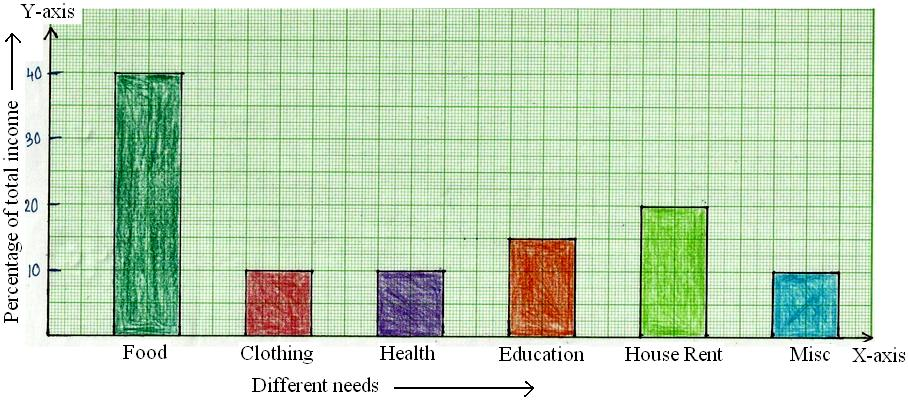 Y-axis
Percentage of total income
40
30
20
10
Food Clothing Health Education House Rent Misc X-axis
Different needs